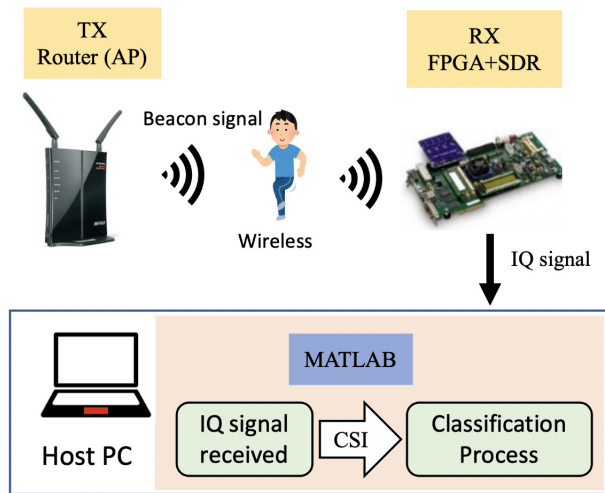 TX
Router (AP)
RX
FPGA+SDR
Beacon signal
Wireless
IQ signal
MATLAB
Host PC
IQ signal
received
CSI
Classification
Process